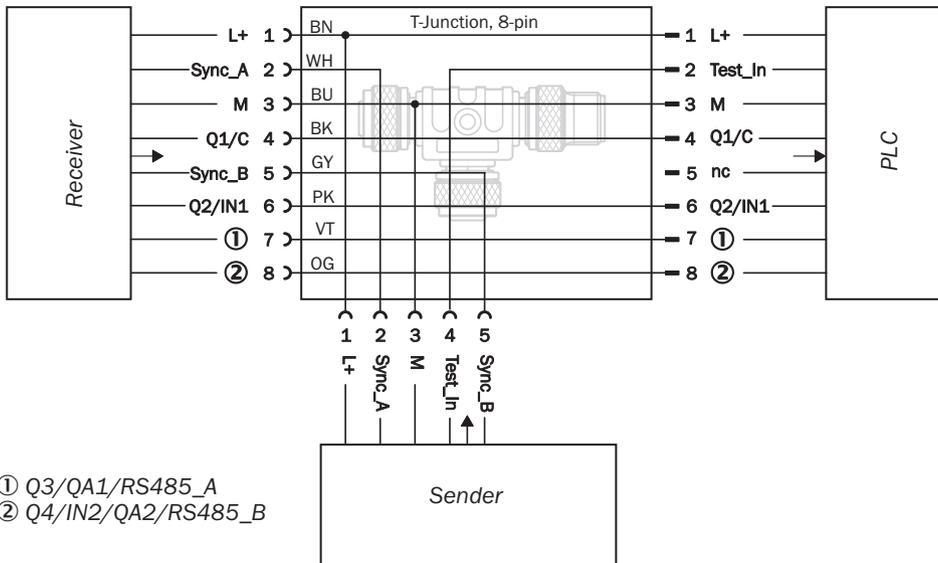 T-Junction, 8-pin
L+ 1 BN 1 L+
Sync_A 2 WH 2 Test_In
M 3 BU 3 M
Q1/C 4 BK 4 Q1/C
Sync_B 5 GY 5 nc
Q2/IN1 6 PK 6 Q2/IN1
① 7 VT 7 ①
② 8 OG 8 ②
Receiver
PLC
1 2 3 4 5
L+ Sync_A M Test_In Sync_B
Sender
① Q3/QA1/RS485_A
② Q4/IN2/QA2/RS485_B